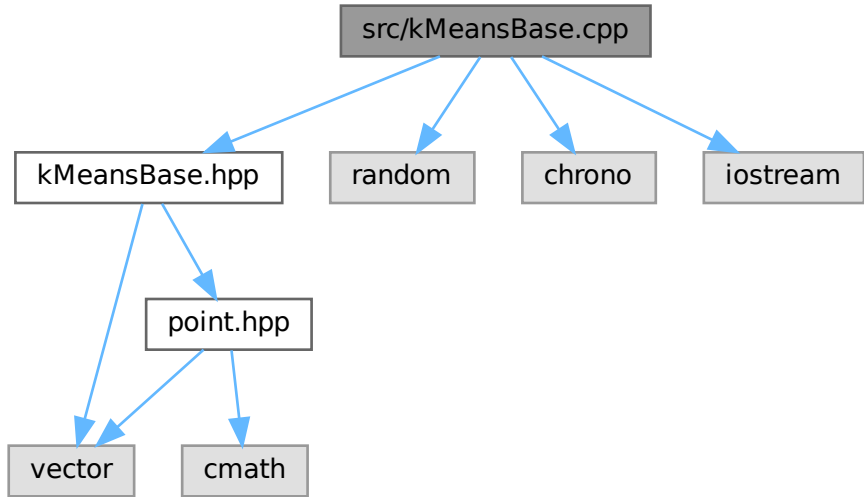 src/kMeansBase.cpp
kMeansBase.hpp
random
chrono
iostream
point.hpp
vector
cmath